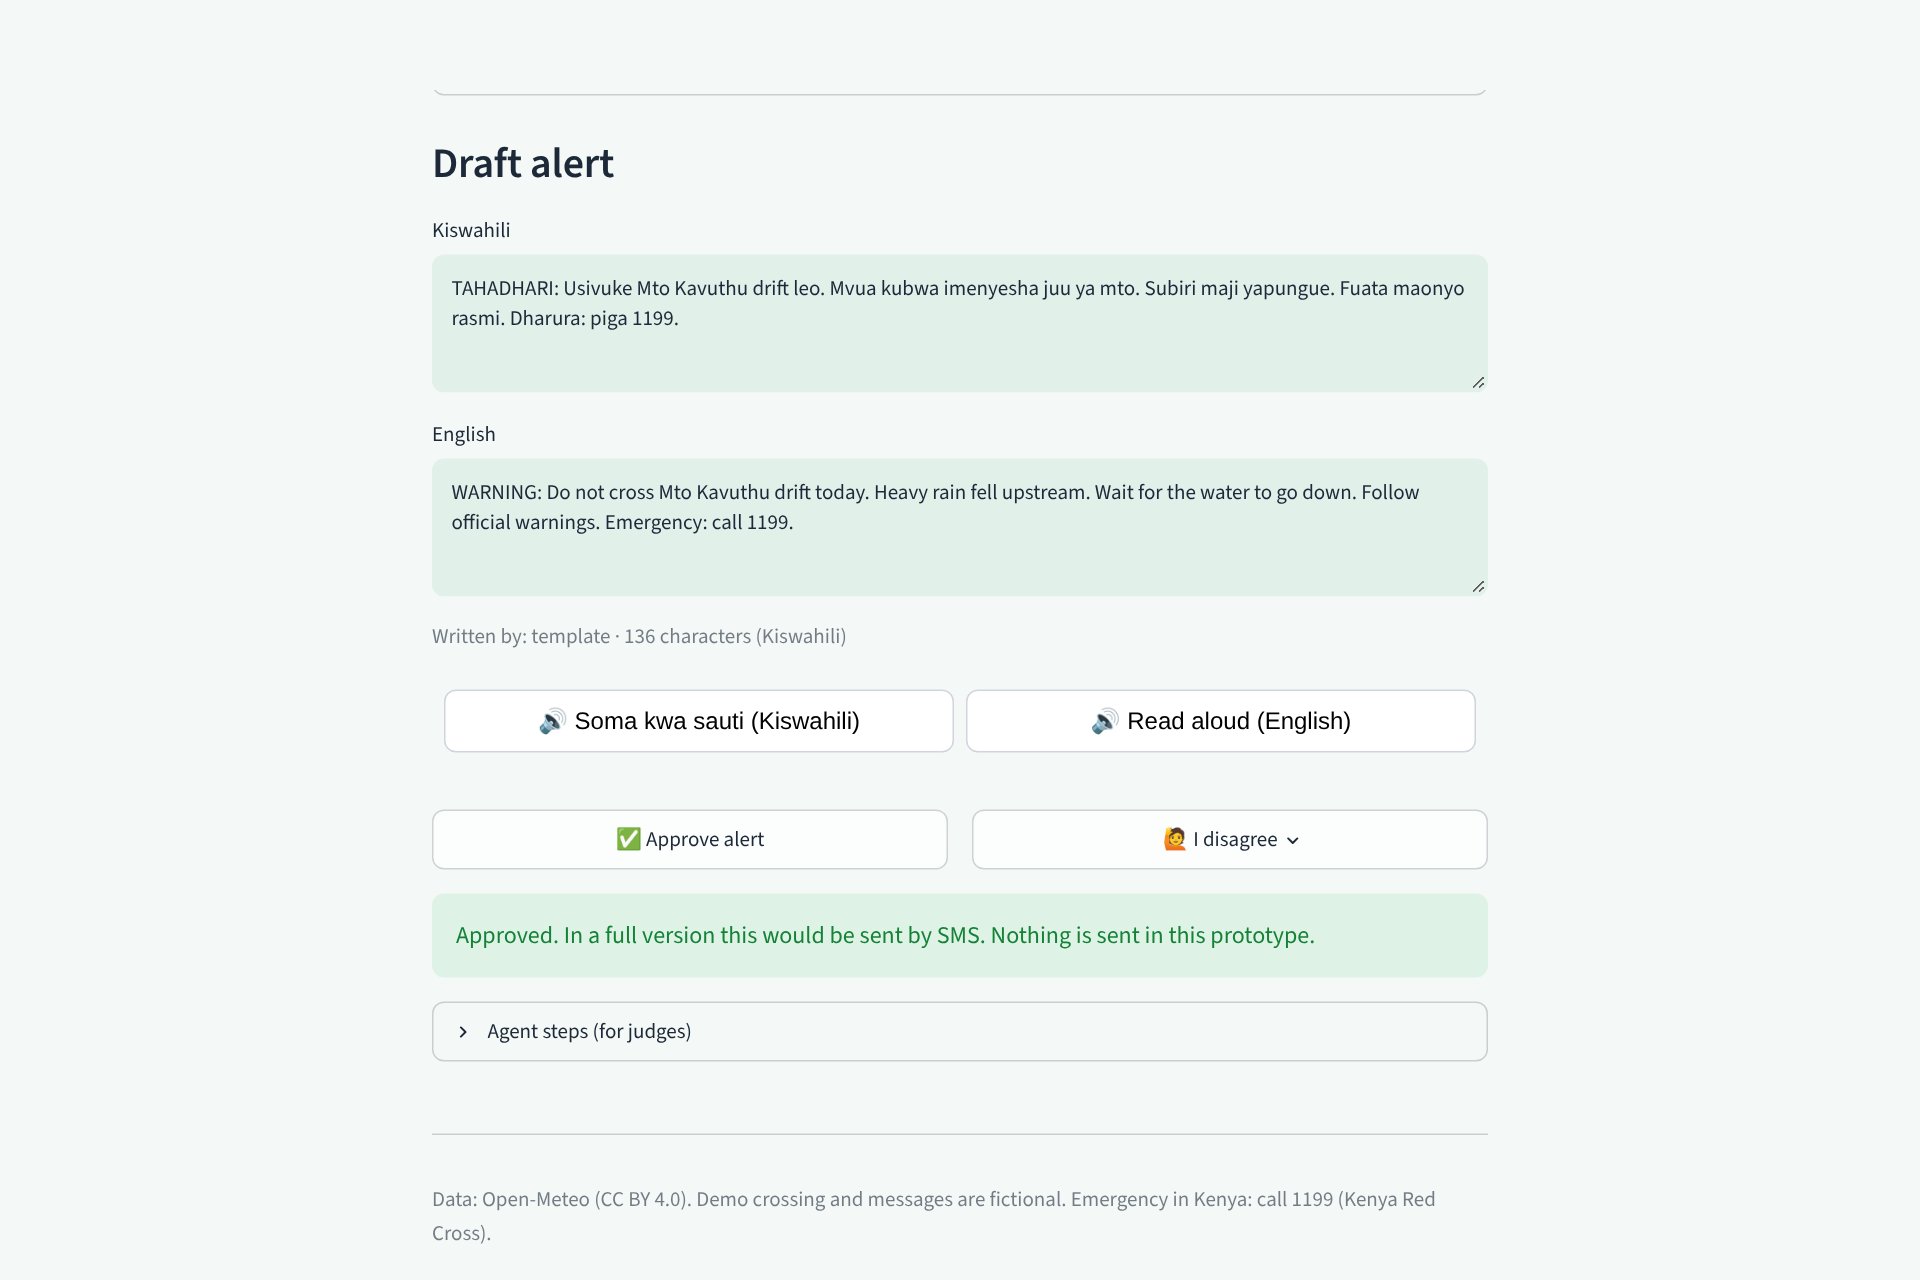 Draft alert
Kiswahili
TAHADHARI: Usivuke Mto Kavuthu drift leo. Mvua kubwa imenyesha juu ya mto. Subiri maji yapungue. Fuata maonyo
rasmi. Dharura: piga 1199.
English
WARNING: Do not cross Mto Kavuthu drift today. Heavy rain fell upstream. Wait for the water to go down. Follow
official warnings. Emergency: call 1199.
Written by: template · 136 characters (Kiswahili)
🔊 Soma kwa sauti (Kiswahili)
🔊 Read aloud (English)
✅ Approve alert
🙋 I disagree
Approved. In a full version this would be sent by SMS. Nothing is sent in this prototype.
Agent steps (for judges)
Data: Open-Meteo (CC BY 4.0). Demo crossing and messages are fictional. Emergency in Kenya: call 1199 (Kenya Red
Cross).